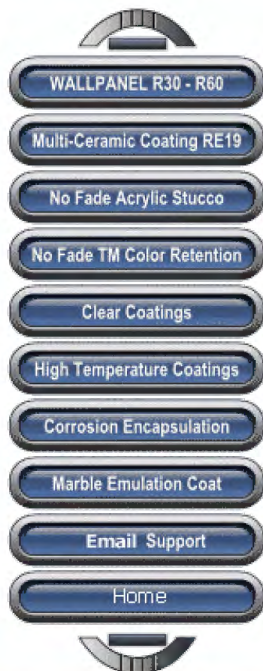 WALLPANEL R30 - R60
Multi-Ceramic Coating RE19
No Fade Acrylic Stucco
No Fade TM Color Retention
Clear Coatings
High Temperature Coatings
Corrosion Encapsulation
Marble Emulation Coat
Email Support
Home